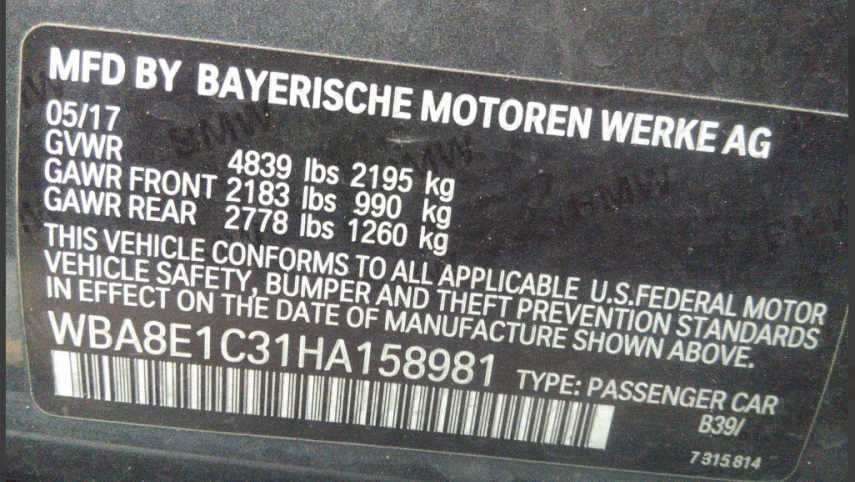 MFD BY BAYERISCHE MOTOREN WERKE AG
05/17
GVWR 4839 lbs 2195 kg
GAWR FRONT 2183 lbs 990 kg
GAWR REAR 2778 lbs 1260 kg
THIS VEHICLE CONFORMS TO ALL APPLICABLE U.S.FEDERAL MOTOR
VEHICLE SAFETY, BUMPER AND THEFT PREVENTION STANDARDS
IN EFFECT ON THE DATE OF MANUFACTURE SHOWN ABOVE.
WBA8E1C31HA158981 TYPE: PASSENGER CAR
B39/
7 315.814